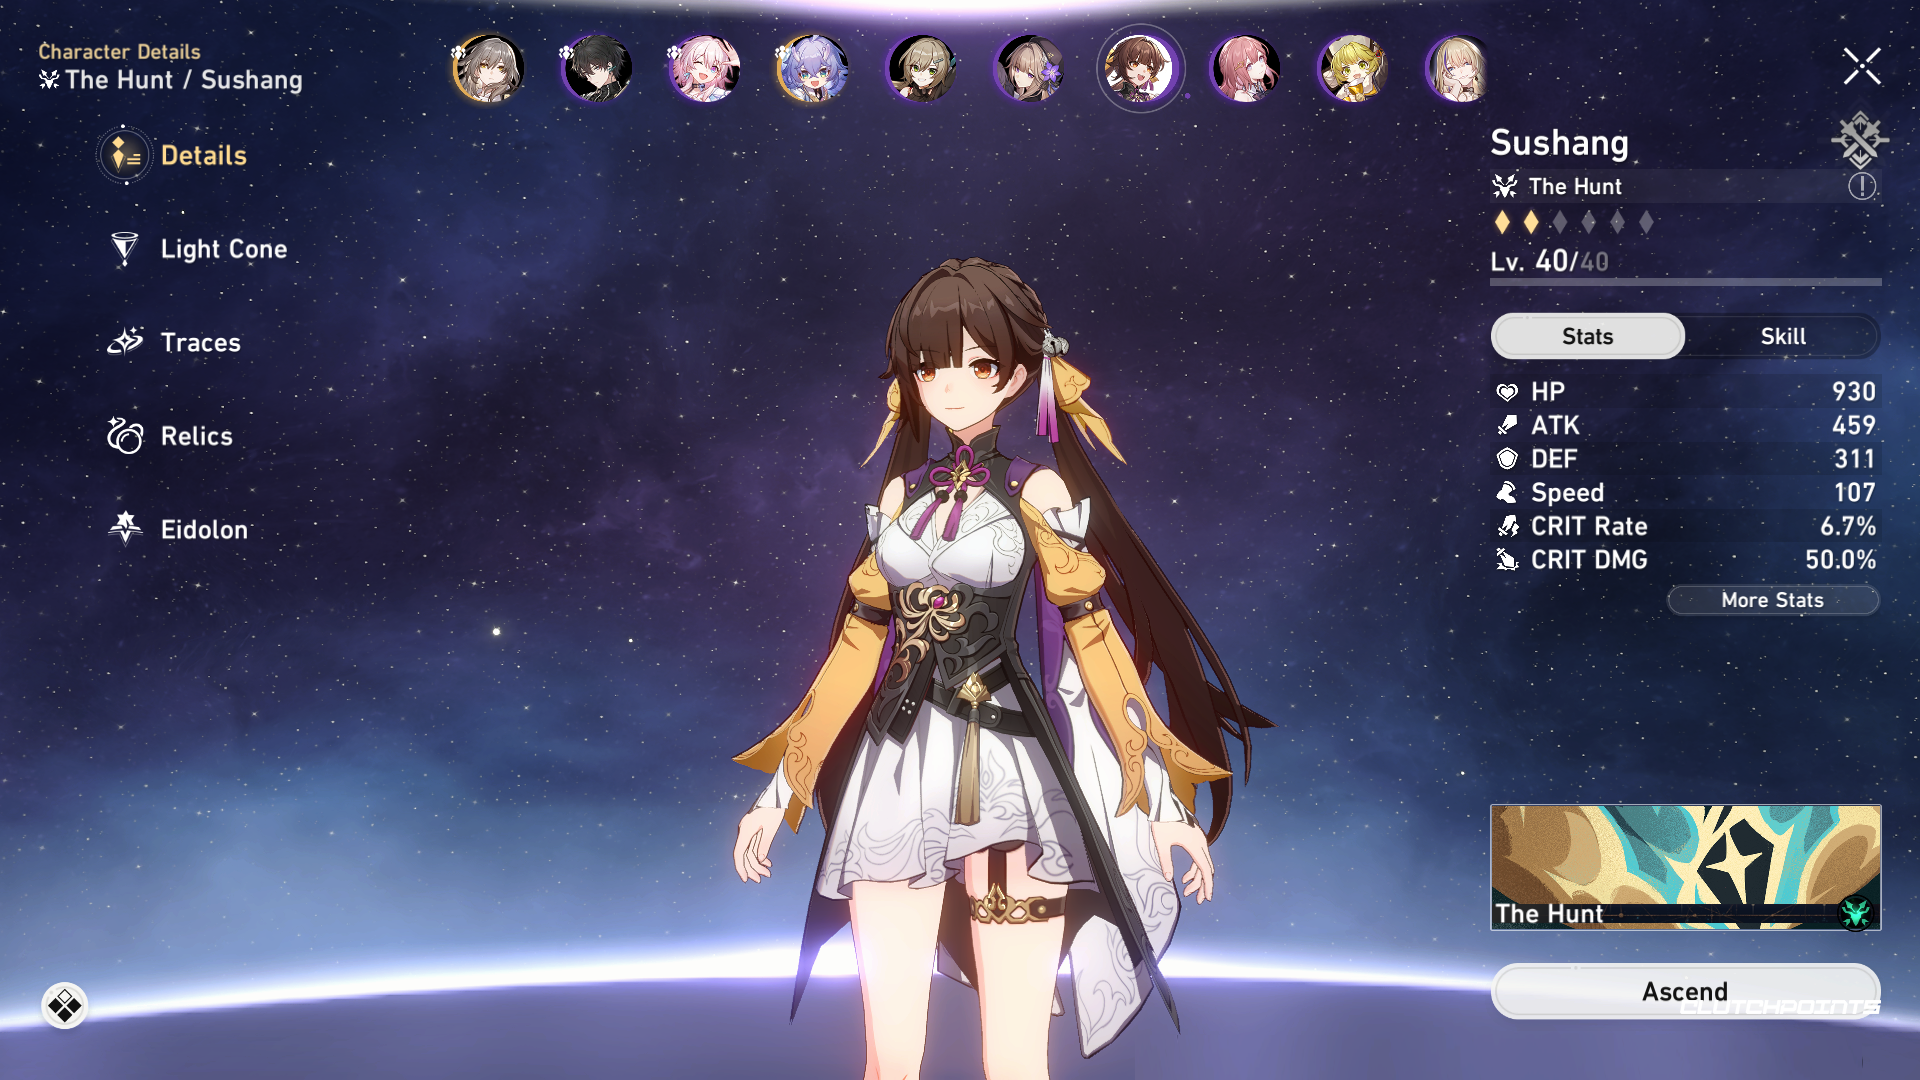 Character Details
The Hunt / Sushang
Details
Light Cone
Traces
Relics
Eidolon
Sushang
The Hunt
Lv. 40/40
Stats
Skill
HP 930
ATK 459
DEF 311
Speed 107
CRIT Rate 6.7%
CRIT DMG 50.0%
More Stats
The Hunt
Ascend
CLUTCHPOINTS